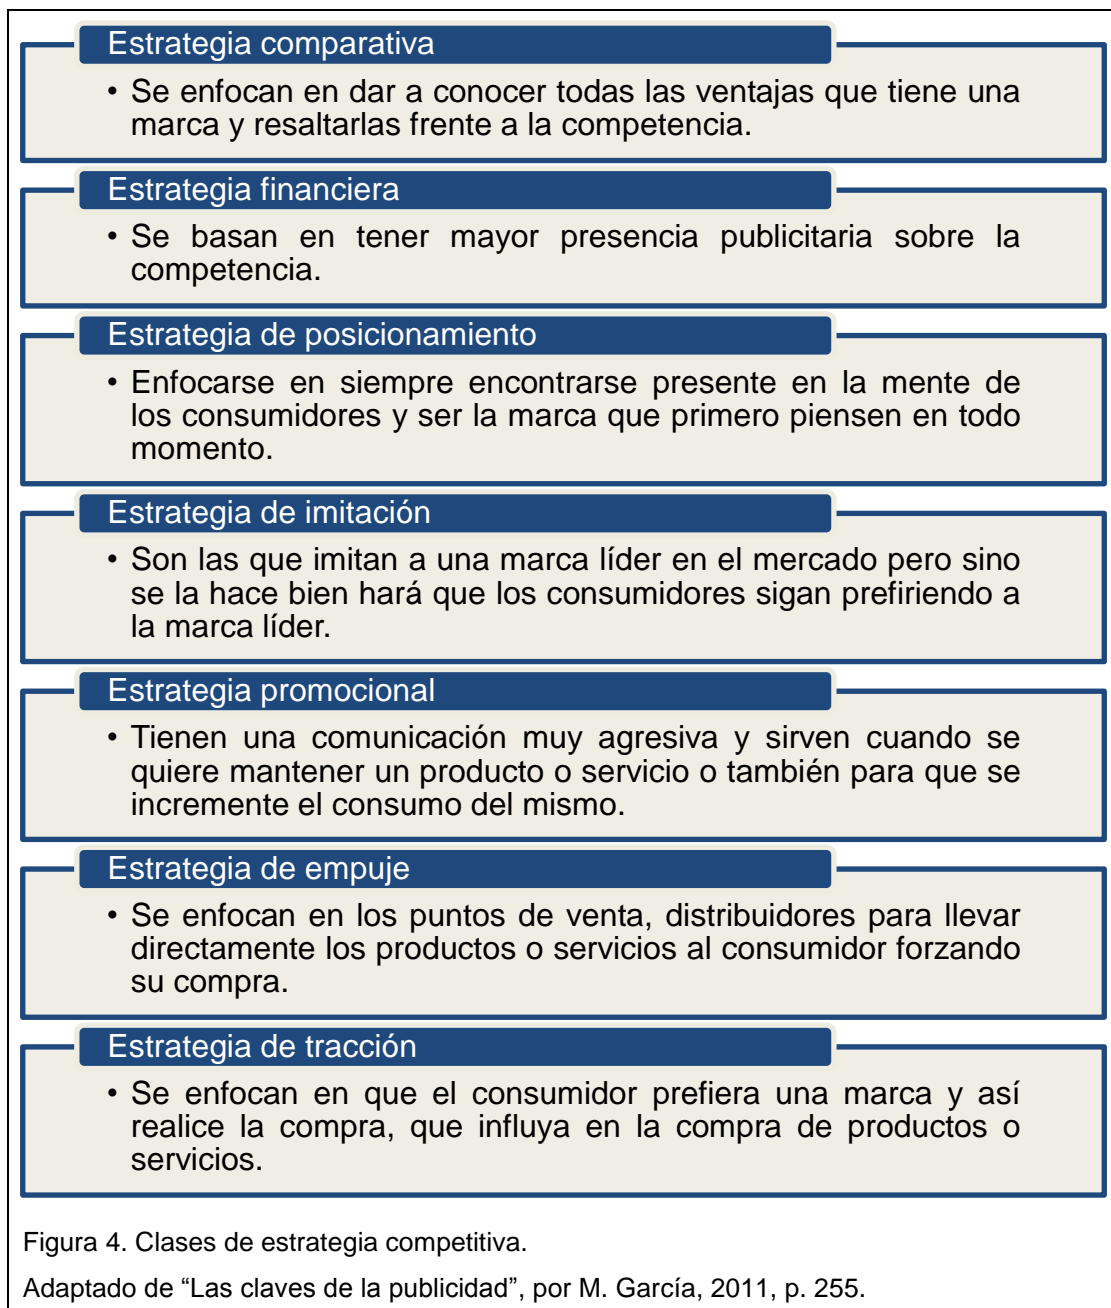 Estrategia comparativa
• Se enfocan en dar a conocer todas las ventajas que tiene una
marca y resaltarlas frente a la competencia.
Estrategia financiera
• Se basan en tener mayor presencia publicitaria sobre la
competencia.
Estrategia de posicionamiento
• Enfocarse en siempre encontrarse presente en la mente de
los consumidores y ser la marca que primero piensen en todo
momento.
Estrategia de imitación
• Son las que imitan a una marca líder en el mercado pero sino
se la hace bien hará que los consumidores sigan prefiriendo a
la marca líder.
Estrategia promocional
• Tienen una comunicación muy agresiva y sirven cuando se
quiere mantener un producto o servicio o también para que se
incremente el consumo del mismo.
Estrategia de empuje
• Se enfocan en los puntos de venta, distribuidores para llevar
directamente los productos o servicios al consumidor forzando
su compra.
Estrategia de tracción
• Se enfocan en que el consumidor prefiera una marca y así
realice la compra, que influya en la compra de productos o
servicios.
Figura 4. Clases de estrategia competitiva.
Adaptado de “Las claves de la publicidad”, por M. García, 2011, p. 255.